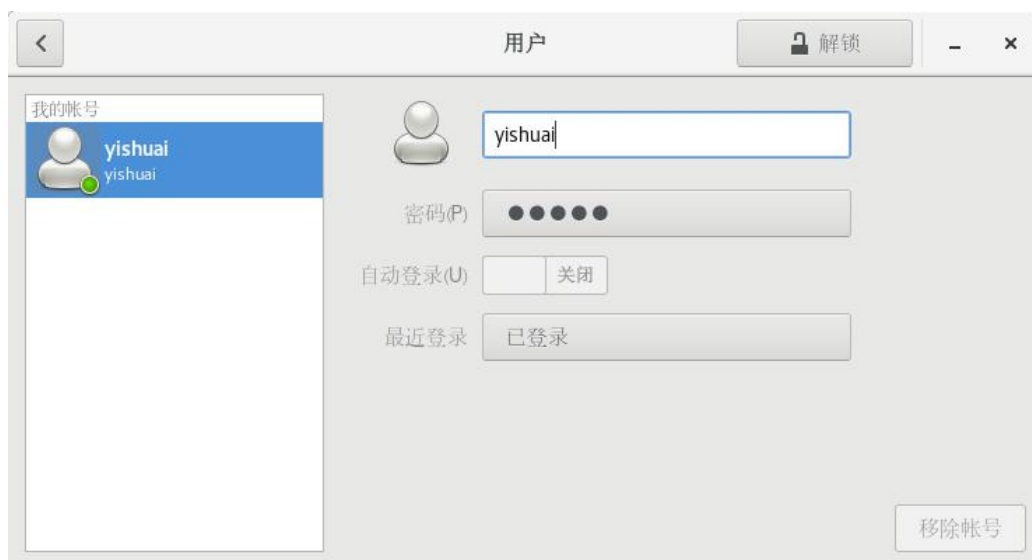 用户
解锁
我的帐号
yishuai
yishuai
yishuai
密码(P)
自动登录(U)
关闭
最近登录
已登录
移除帐号